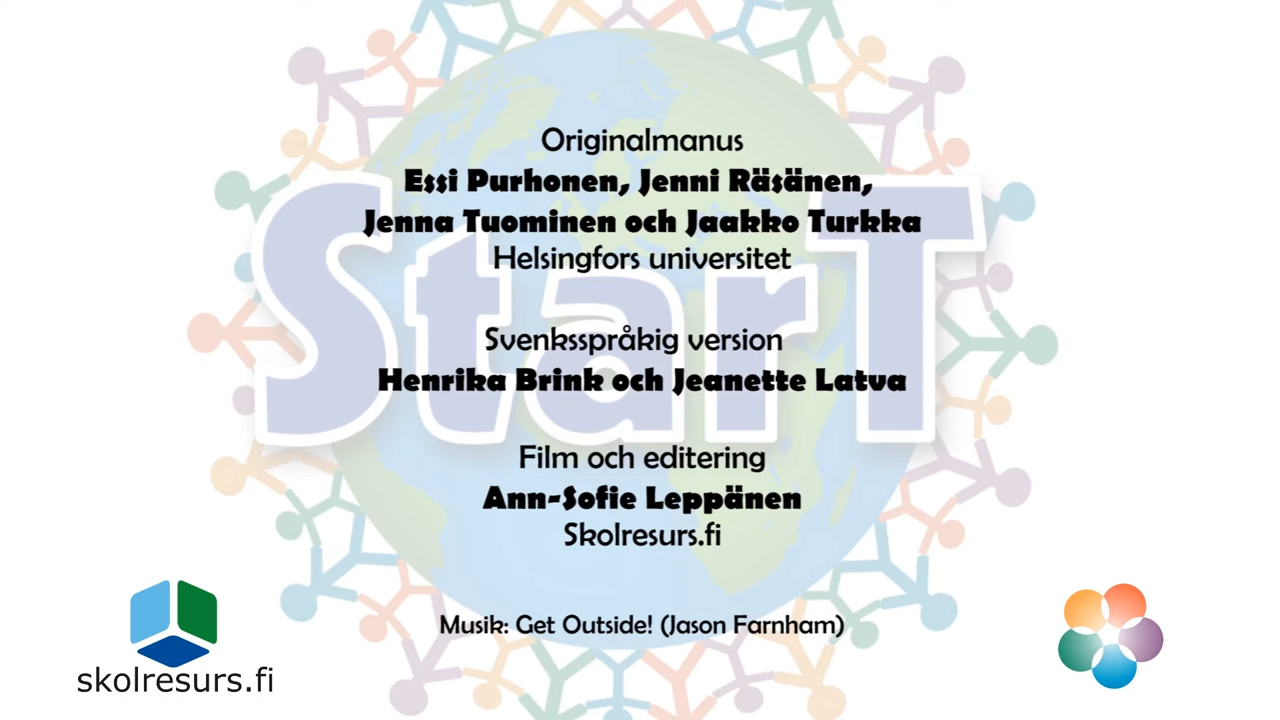 StarT
Originalmanus
Essi Purhonen, Jenni Räsänen,
Jenna Tuominen och Jaakko Turkka
Helsingfors universitet
Svenksspråkig version
Henrika Brink och Jeanette Latva
Film och editering
Ann-Sofie Leppänen
Skolresurs.fi
Musik: Get Outside! (Jason Farnham)
skolresurs.fi